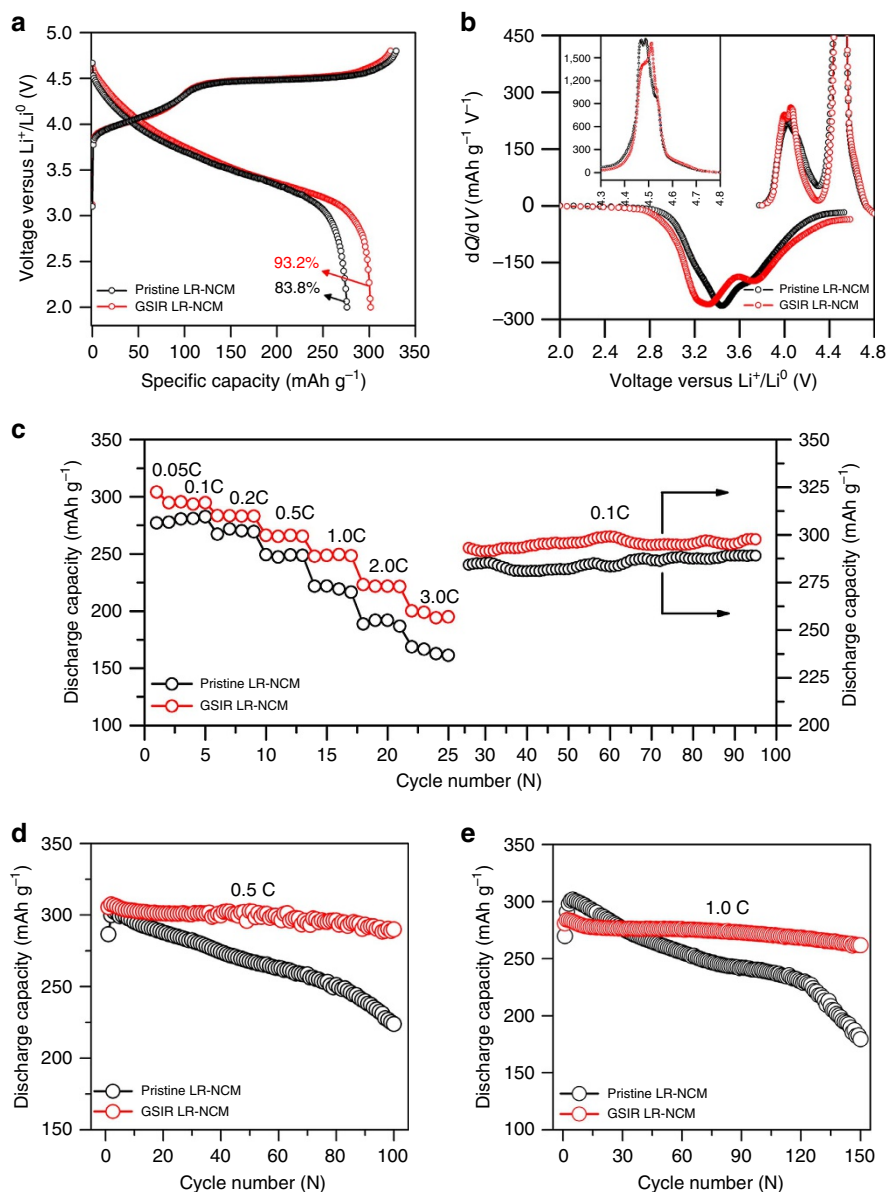 a
5.0
4.5
4.0
3.5
3.0
2.5
2.0
Voltage versus Li⁺/Li⁰ (V)
93.2%
83.8%
Pristine LR-NCM
GSIR LR-NCM
0 50 100 150 200 250 300 350
Specific capacity (mAh g⁻¹)
b
450
300
150
0
−150
−300
dQ/dV (mAh g⁻¹ V⁻¹)
1,500
1,200
900
600
300
0
4.3 4.4 4.5 4.6 4.7 4.8
Pristine LR-NCM
GSIR LR-NCM
2.0 2.4 2.8 3.2 3.6 4.0 4.4 4.8
Voltage versus Li⁺/Li⁰ (V)
c
350
300
250
200
150
100
Discharge capacity (mAh g⁻¹)
0.05C
0.1C
0.2C
0.5C
1.0C
2.0C
3.0C
0.1C
Pristine LR-NCM
GSIR LR-NCM
350
325
300
275
250
225
200
Discharge capacity (mAh g⁻¹)
0 5 10 15 20 25 30 40 50 60 70 80 90 100
Cycle number (N)
d
350
300
250
200
150
Discharge capacity (mAh g⁻¹)
0.5 C
Pristine LR-NCM
GSIR LR-NCM
0 20 40 60 80 100
Cycle number (N)
e
350
300
250
200
150
100
Discharge capacity (mAh g⁻¹)
1.0 C
Pristine LR-NCM
GSIR LR-NCM
0 30 60 90 120 150
Cycle number (N)